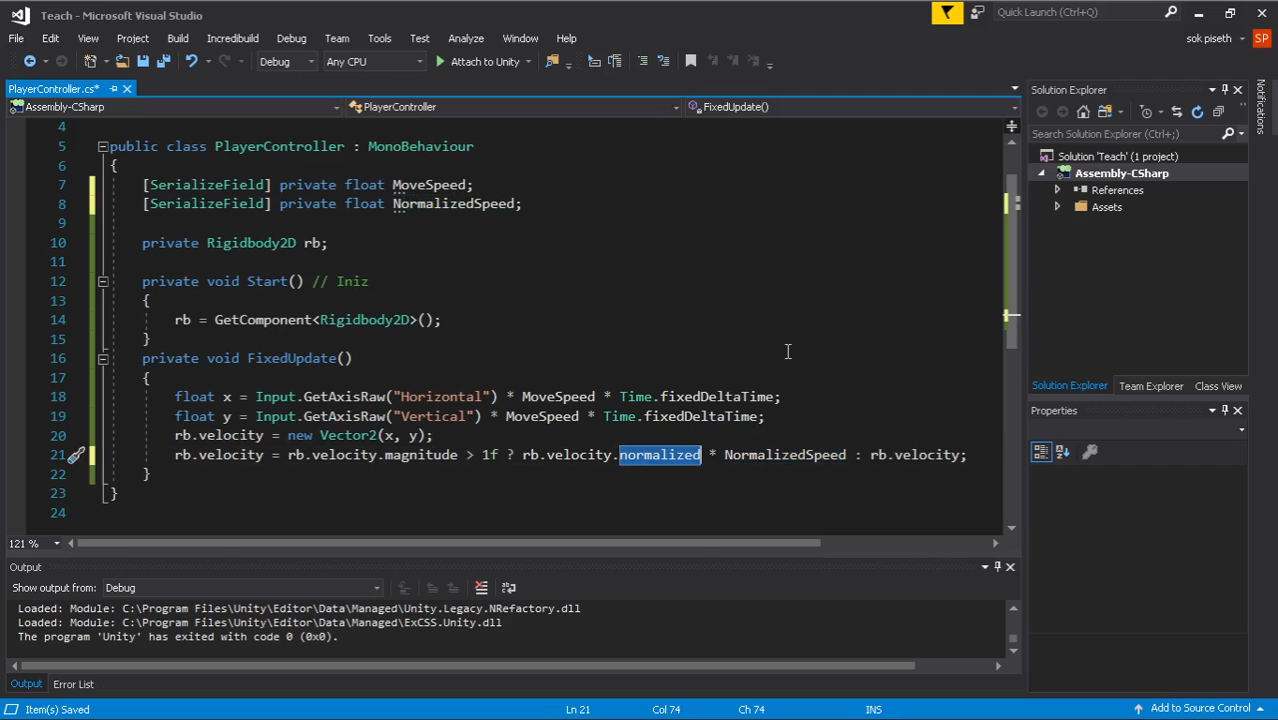 Teach - Microsoft Visual Studio
Quick Launch (Ctrl+Q)
File Edit View Project Build Incredibuild Debug Team Tools Test Analyze Window Help
sok piseth SP
Debug Any CPU Attach to Unity
PlayerController.cs*
Assembly-CSharp PlayerController FixedUpdate()
4
5 public class PlayerController : MonoBehaviour
6 {
7 [SerializeField] private float MoveSpeed;
8 [SerializeField] private float NormalizedSpeed;
9
10 private Rigidbody2D rb;
11
12 private void Start() // Iniz
13 {
14 rb = GetComponent<Rigidbody2D>();
15 }
16 private void FixedUpdate()
17 {
18 float x = Input.GetAxisRaw("Horizontal") * MoveSpeed * Time.fixedDeltaTime;
19 float y = Input.GetAxisRaw("Vertical") * MoveSpeed * Time.fixedDeltaTime;
20 rb.velocity = new Vector2(x, y);
21 rb.velocity = rb.velocity.magnitude > 1f ? rb.velocity.normalized * NormalizedSpeed : rb.velocity;
22 }
23 }
24
121 %
Output
Show output from: Debug
Loaded: Module: C:\Program Files\Unity\Editor\Data\Managed\Unity.Legacy.NRefactory.dll
Loaded: Module: C:\Program Files\Unity\Editor\Data\Managed\ExCSS.Unity.dll
The program 'Unity' has exited with code 0 (0x0).
Output Error List
Solution Explorer
Search Solution Explorer (Ctrl+;)
Solution 'Teach' (1 project)
Assembly-CSharp
References
Assets
Solution Explorer Team Explorer Class View
Properties
Notifications
Item(s) Saved Ln 21 Col 74 Ch 74 INS Add to Source Control